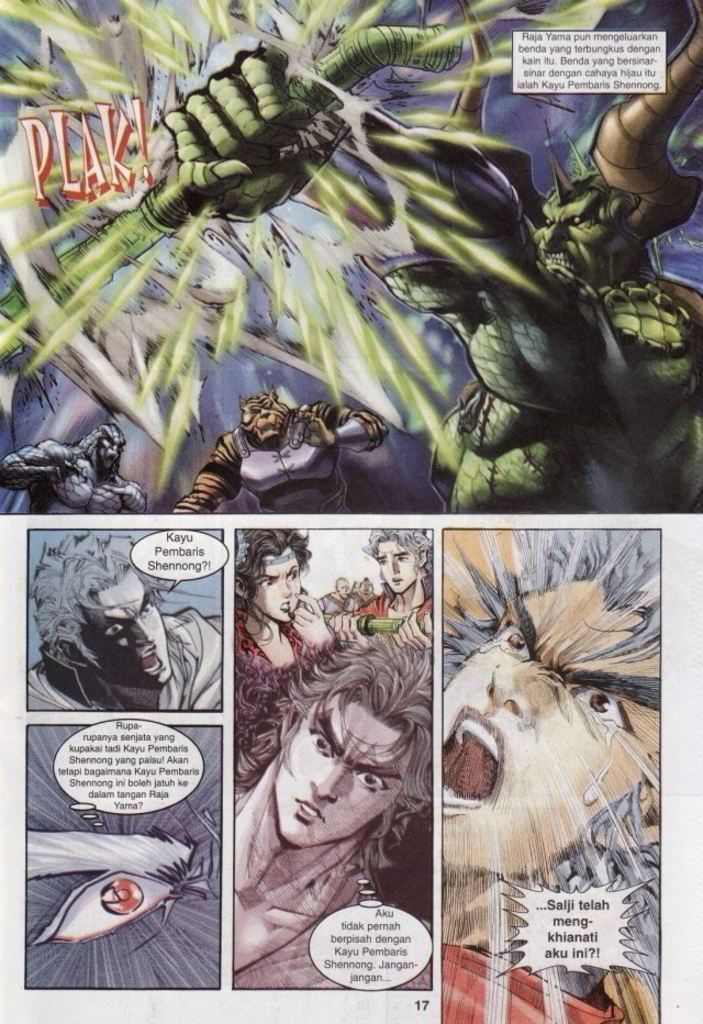 Raja Yama pun mengeluarkan
benda yang terbungkus dengan
kain itu. Benda yang bersinar-
sinar dengan cahaya hijau itu
ialah Kayu Pembaris Shennong.
PLAK!
Kayu
Pembaris
Shennong?!
Rupa-
rupanya senjata yang
kupakai tadi Kayu Pembaris
Shennong yang palsu! Akan
tetapi bagaimana Kayu Pembaris
Shennong ini boleh jatuh ke
dalam tangan Raja
Yama?
Aku
tidak pernah
berpisah dengan
Kayu Pembaris
Shennong. Jangan-
jangan...
...Salji telah
meng-
khianati
aku ini?!
17